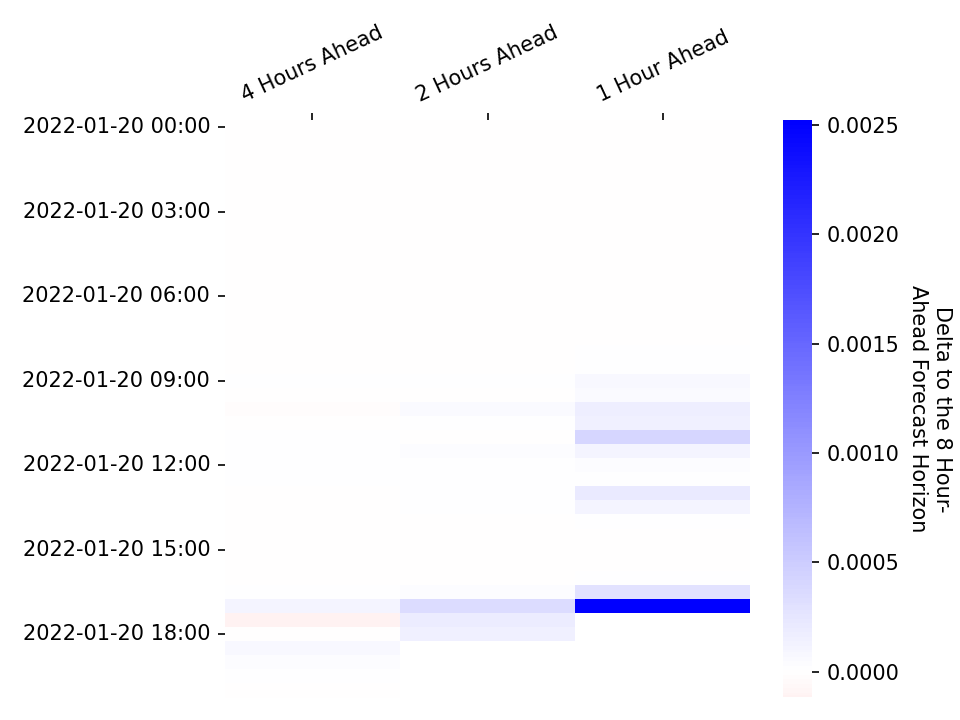 4 Hours Ahead
2 Hours Ahead
1 Hour Ahead
2022-01-20 00:00
2022-01-20 03:00
2022-01-20 06:00
2022-01-20 09:00
2022-01-20 12:00
2022-01-20 15:00
2022-01-20 18:00
0.0025
0.0020
0.0015
0.0010
0.0005
0.0000
Delta to the 8 Hour-
Ahead Forecast Horizon